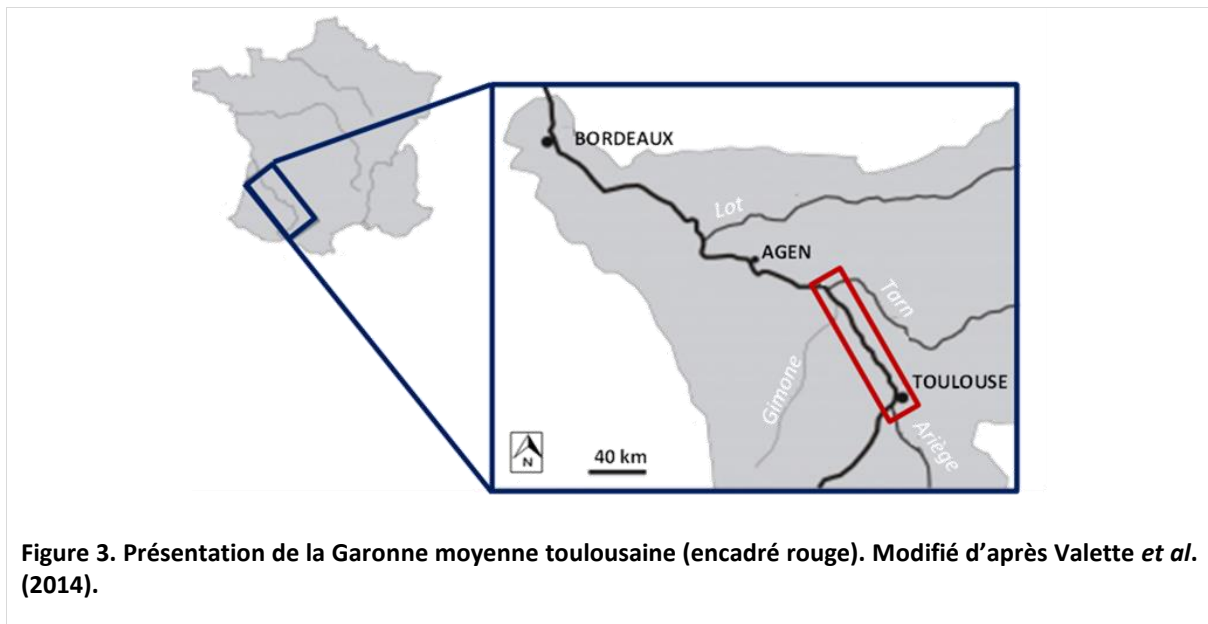 BORDEAUX
Lot
AGEN
Tarn
TOULOUSE
Gimone
Ariège
N
40 km
Figure 3. Présentation de la Garonne moyenne toulousaine (encadré rouge). Modifié d'après Valette et al.
(2014).